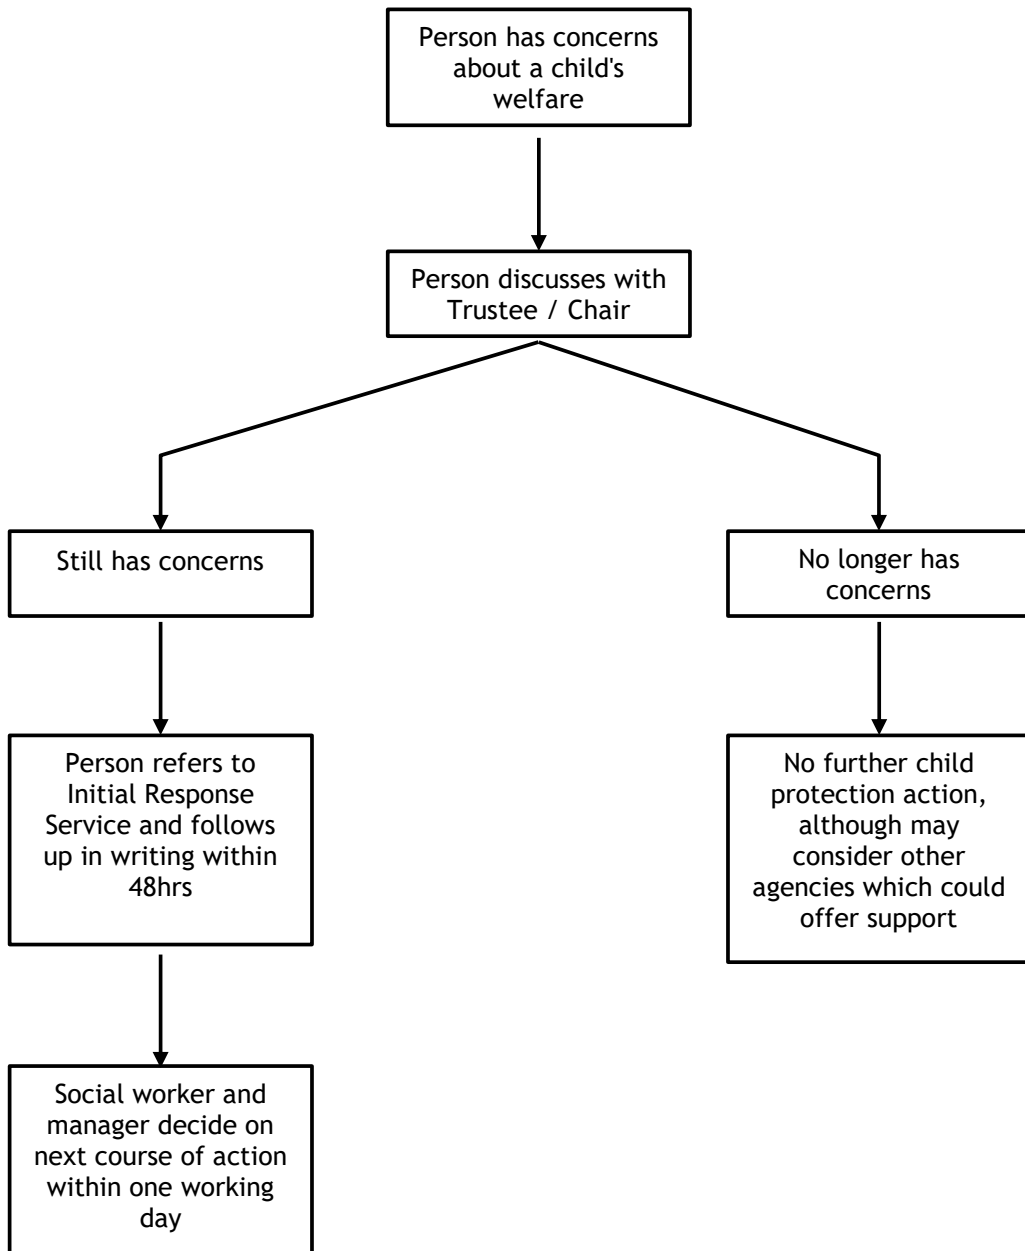 Person has concerns
about a child's
welfare
Person discusses with
Trustee / Chair
Still has concerns
No longer has
concerns
Person refers to
Initial Response
Service and follows
up in writing within
48hrs
No further child
protection action,
although may
consider other
agencies which could
offer support
Social worker and
manager decide on
next course of action
within one working
day